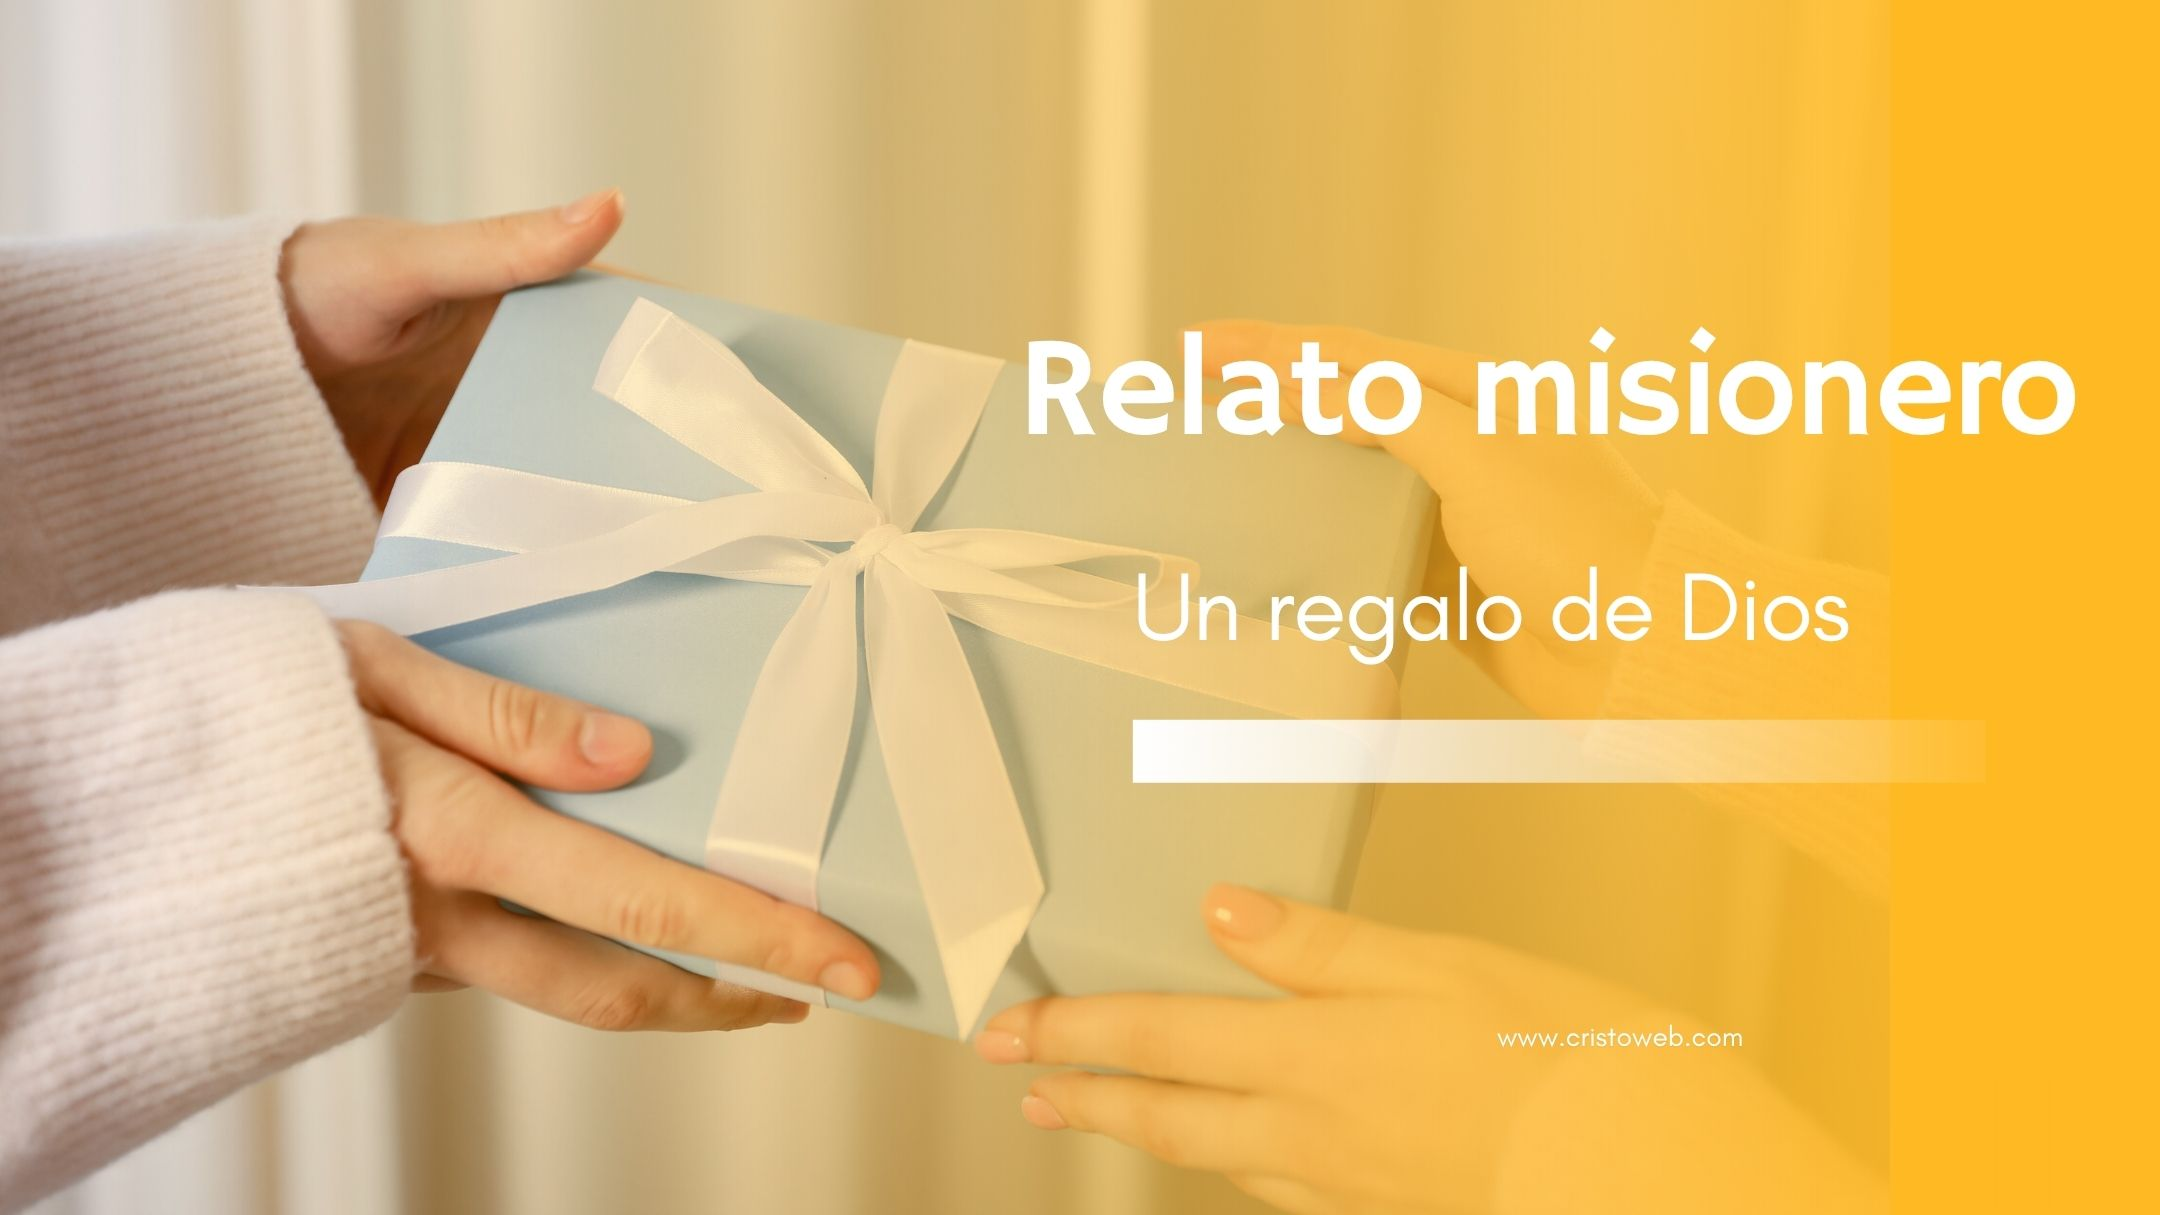 Relato misionero
Un regalo de Dios
www.cristoweb.com